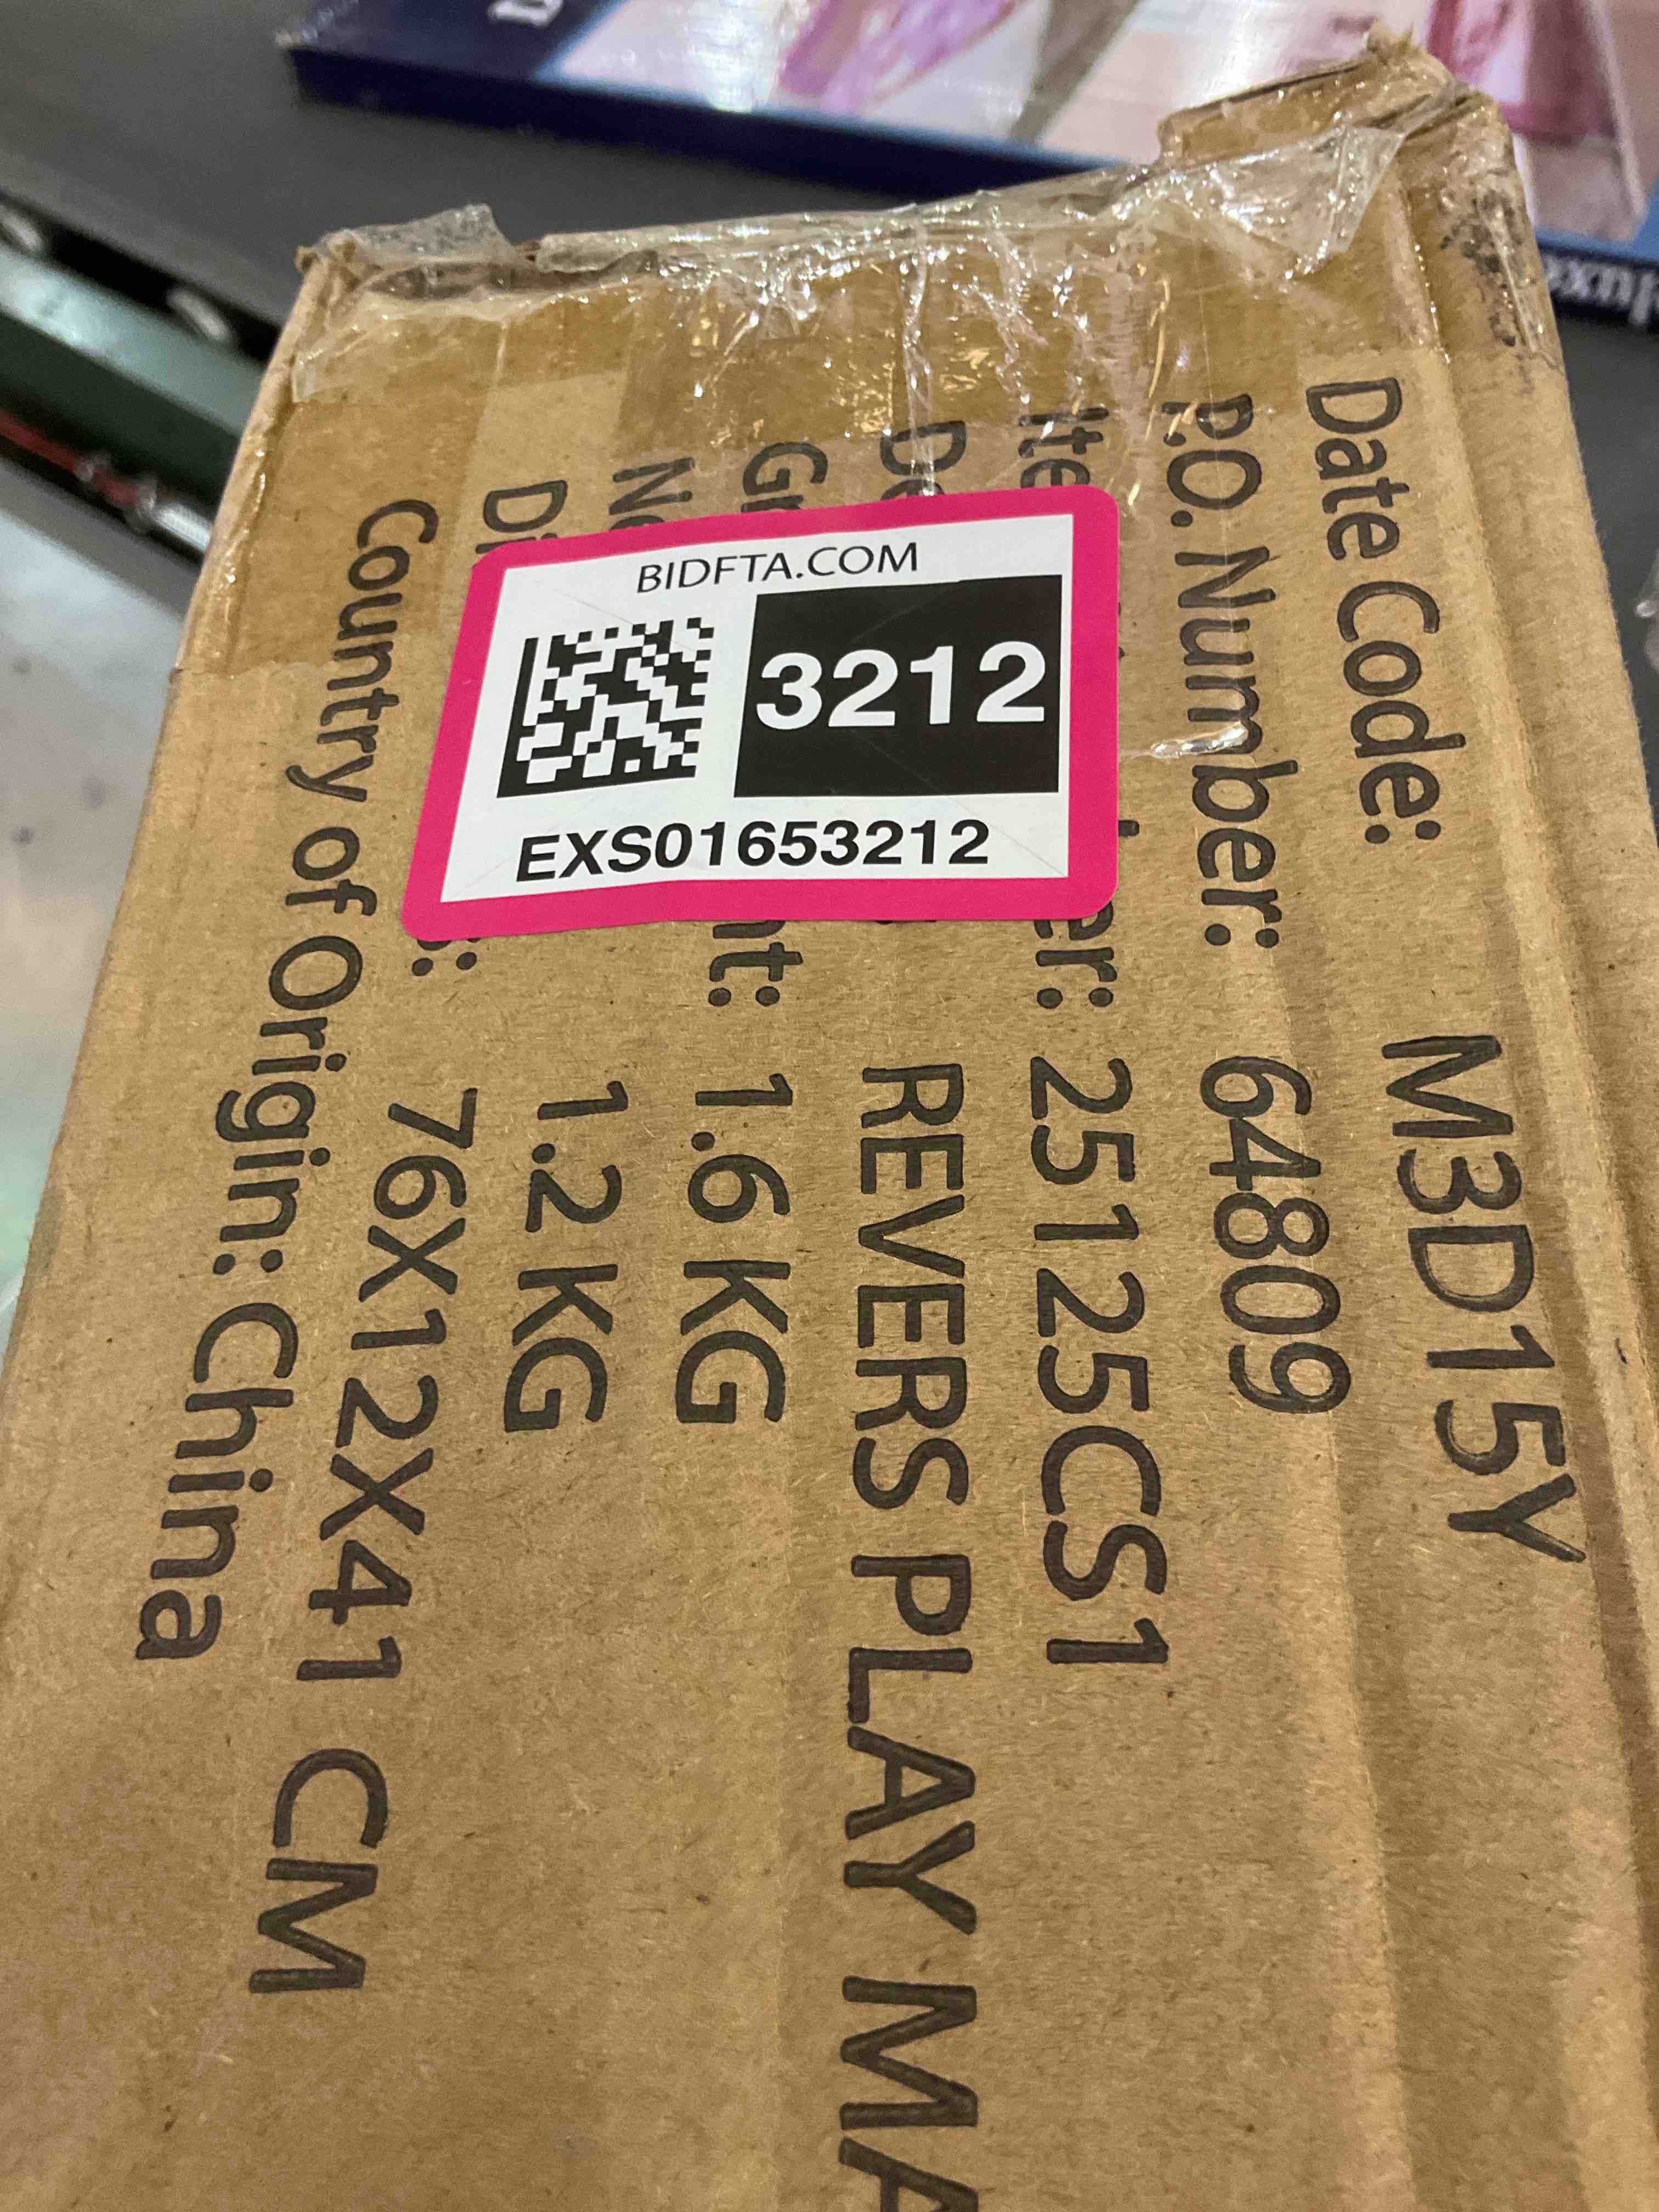 BIDFTA.COM
3212
EXS01653212
Date Code: M3D15Y
P.O. Number: 64809
251125CS1
REVERS PLAY MA
1.6 KG
1.2 KG
76X12X41 CM
Country of Origin: China